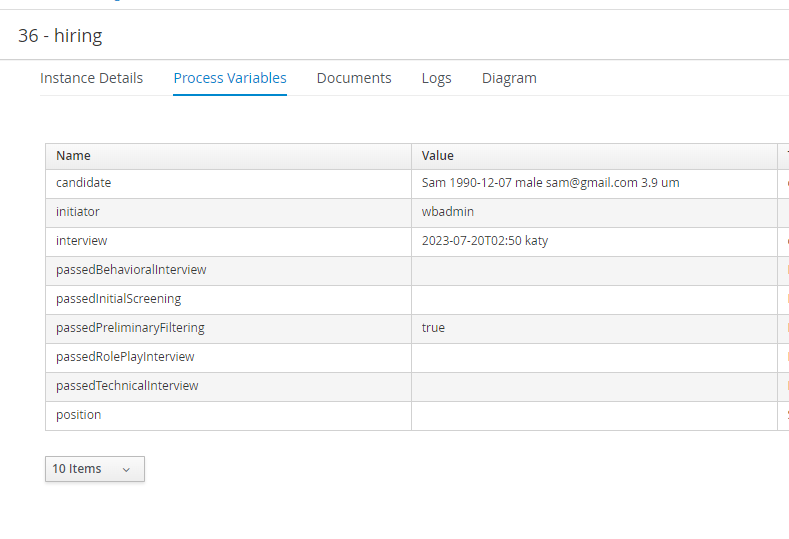 36 - hiring
Instance Details Process Variables Documents Logs Diagram
Name Value
candidate Sam 1990-12-07 male sam@gmail.com 3.9 um
initiator wbadmin
interview 2023-07-20T02:50 katy
passedBehavioralInterview
passedInitialScreening
passedPreliminaryFiltering true
passedRolePlayInterview
passedTechnicalInterview
position
10 Items